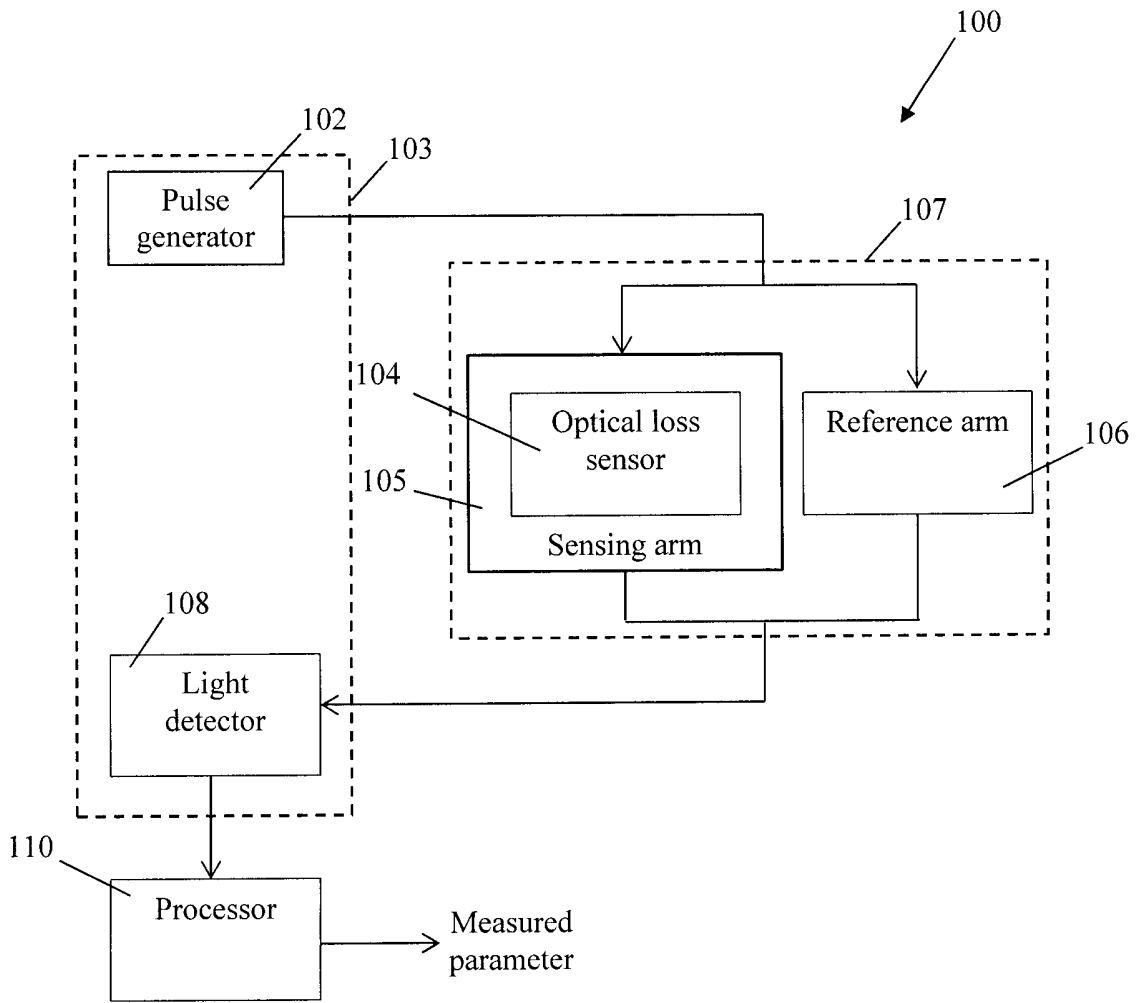 100
102
103
Pulse
generator
107
104
Optical loss
sensor
Reference arm
106
105
Sensing arm
108
Light
detector
110
Processor
Measured
parameter